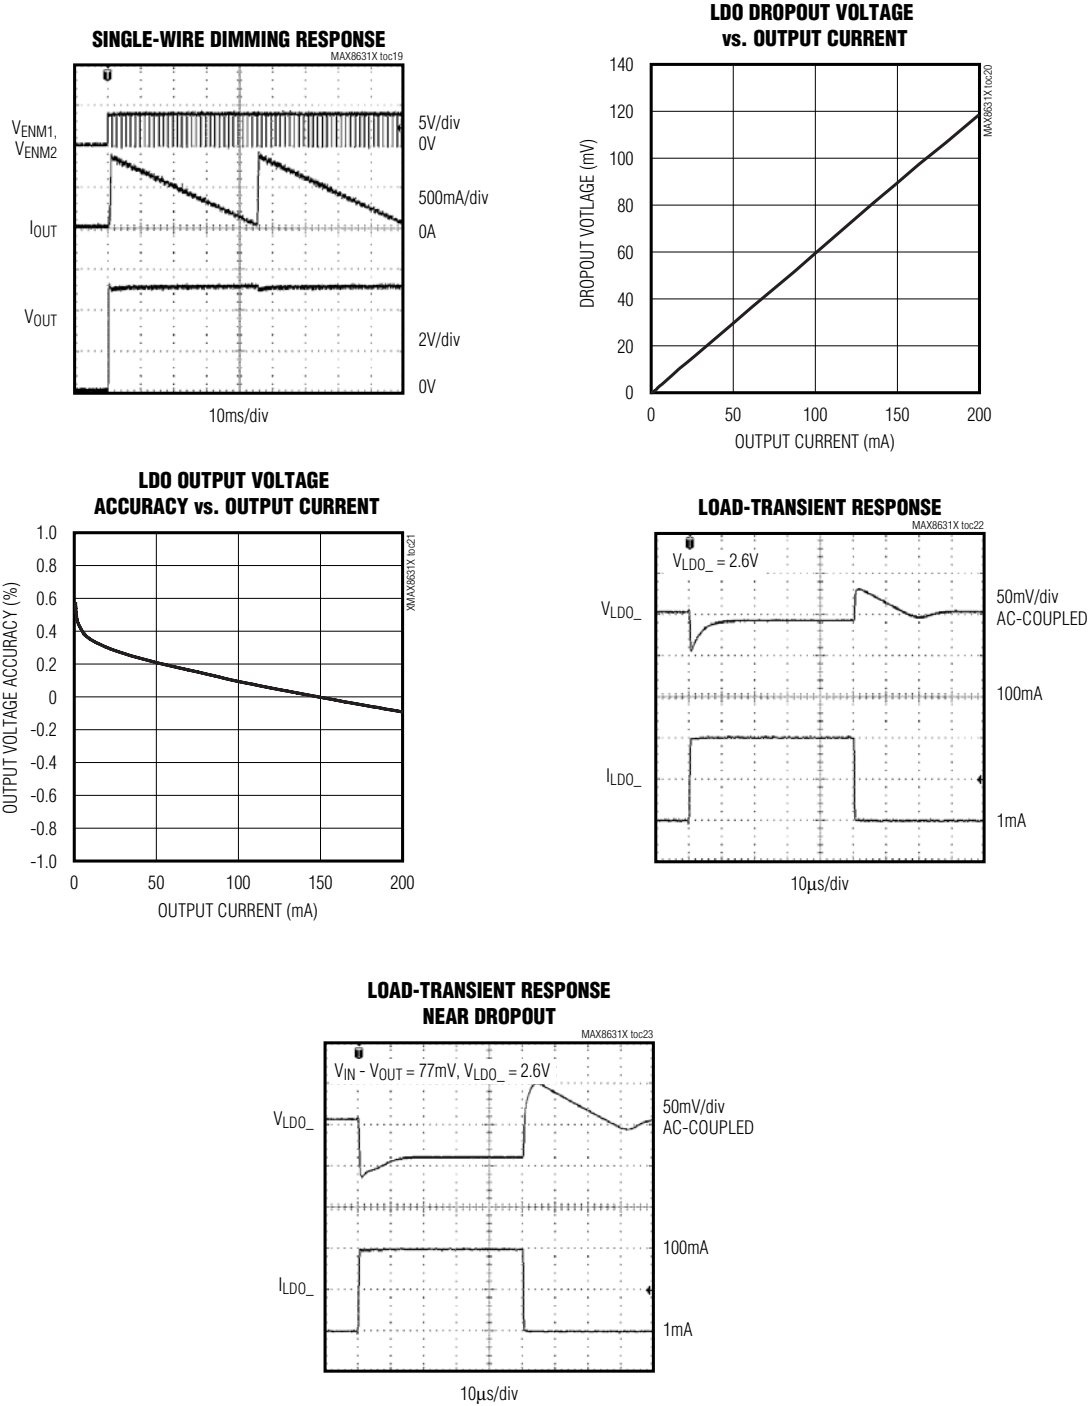 SINGLE-WIRE DIMMING RESPONSE
MAX8631X toc19
VENM1,
VENM2
IOUT
VOUT
5V/div
0V
500mA/div
0A
2V/div
0V
10ms/div
LDO DROPOUT VOLTAGE
vs. OUTPUT CURRENT
MAX8631X toc20
DROPOUT VOTLAGE (mV)
140
120
100
80
60
40
20
0
0 50 100 150 200
OUTPUT CURRENT (mA)
LDO OUTPUT VOLTAGE
ACCURACY vs. OUTPUT CURRENT
XMAX8631X toc21
OUTPUT VOLTAGE ACCURACY (%)
1.0
0.8
0.6
0.4
0.2
0
-0.2
-0.4
-0.6
-0.8
-1.0
0 50 100 150 200
OUTPUT CURRENT (mA)
LOAD-TRANSIENT RESPONSE
MAX8631X toc22
VLDO_ = 2.6V
VLDO_
ILDO_
50mV/div
AC-COUPLED
100mA
1mA
10μs/div
LOAD-TRANSIENT RESPONSE
NEAR DROPOUT
MAX8631X toc23
VIN - VOUT = 77mV, VLDO_ = 2.6V
VLDO_
ILDO_
50mV/div
AC-COUPLED
100mA
1mA
10μs/div